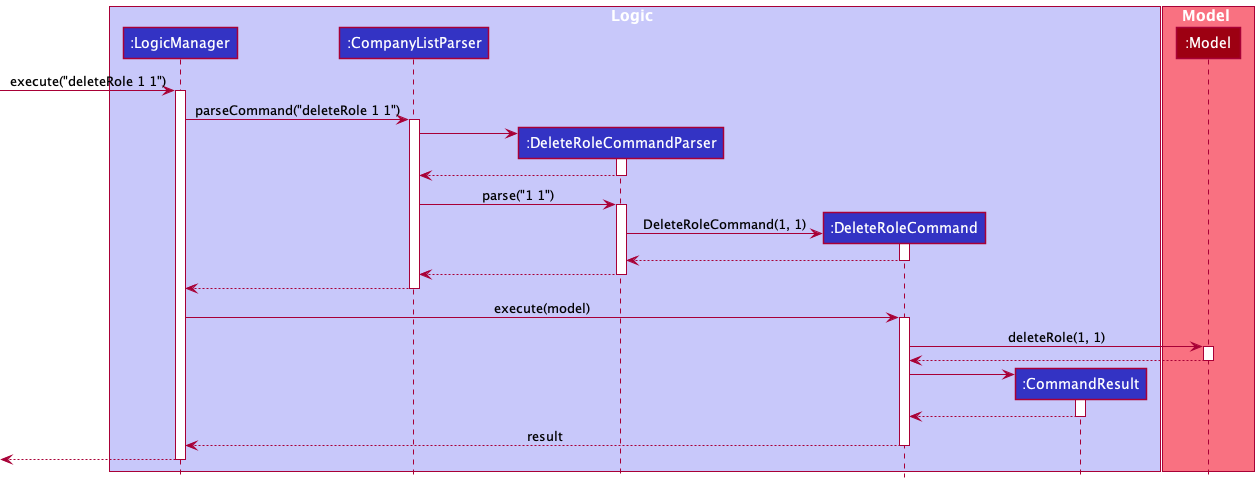 Logic
Model
:LogicManager
:CompanyListParser
:Model
execute("deleteRole 1 1")
parseCommand("deleteRole 1 1")
:DeleteRoleCommandParser
parse("1 1")
DeleteRoleCommand(1, 1)
:DeleteRoleCommand
execute(model)
deleteRole(1, 1)
:CommandResult
result